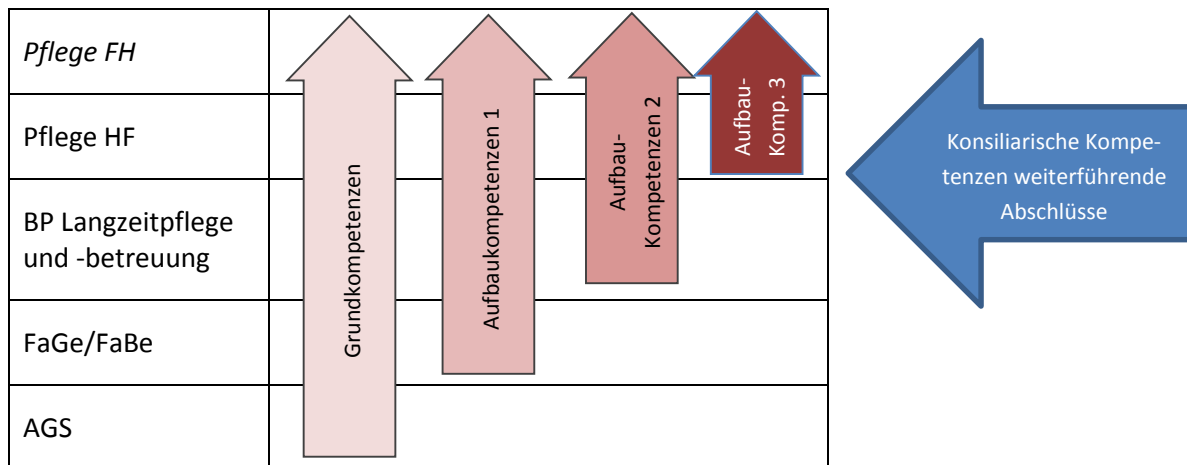 Pflege FH
Pflege HF
BP Langzeitpflege
und -betreuung
FaGe/FaBe
AGS
Grundkompetenzen
Aufbaukompetenzen 1
Aufbau-
Kompetenzen 2
Aufbau-
Komp. 3
Konsiliarische Kompe-
tenzen weiterführende
Abschlüsse